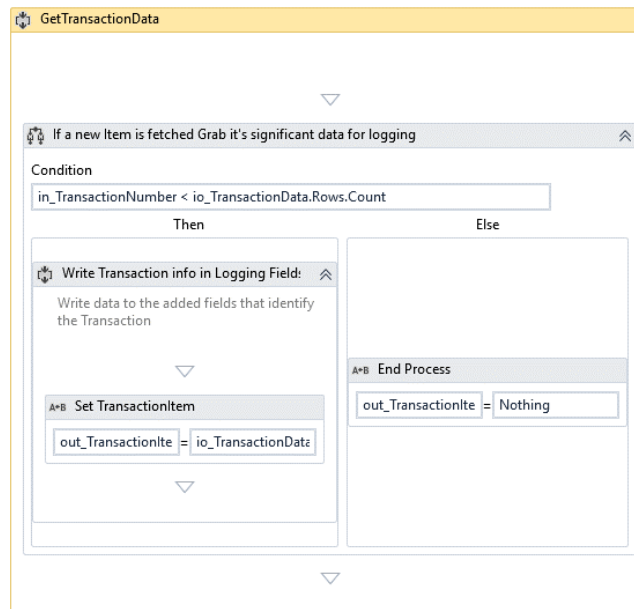 GetTransactionData
If a new Item is fetched Grab it's significant data for logging
Condition
in_TransactionNumber < io_TransactionData.Rows.Count
Then
Else
Write Transaction info in Logging Fields
Write data to the added fields that identify
the Transaction
A+B End Process
out_TransactionIte = Nothing
A+B Set TransactionItem
out_TransactionIte = io_TransactionData